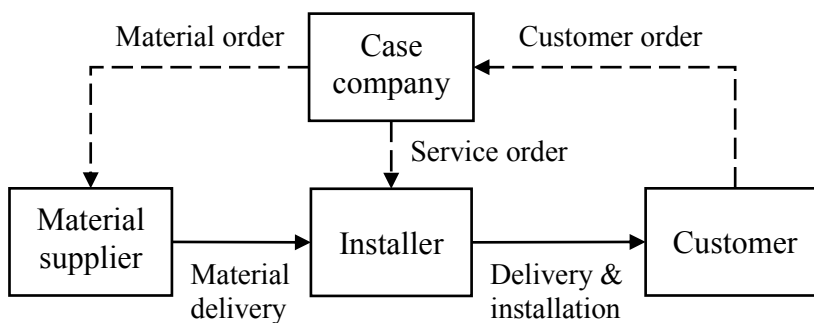 Material order
Case
company
Customer order
Service order
Material
supplier
Installer
Customer
Material
delivery
Delivery &
installation